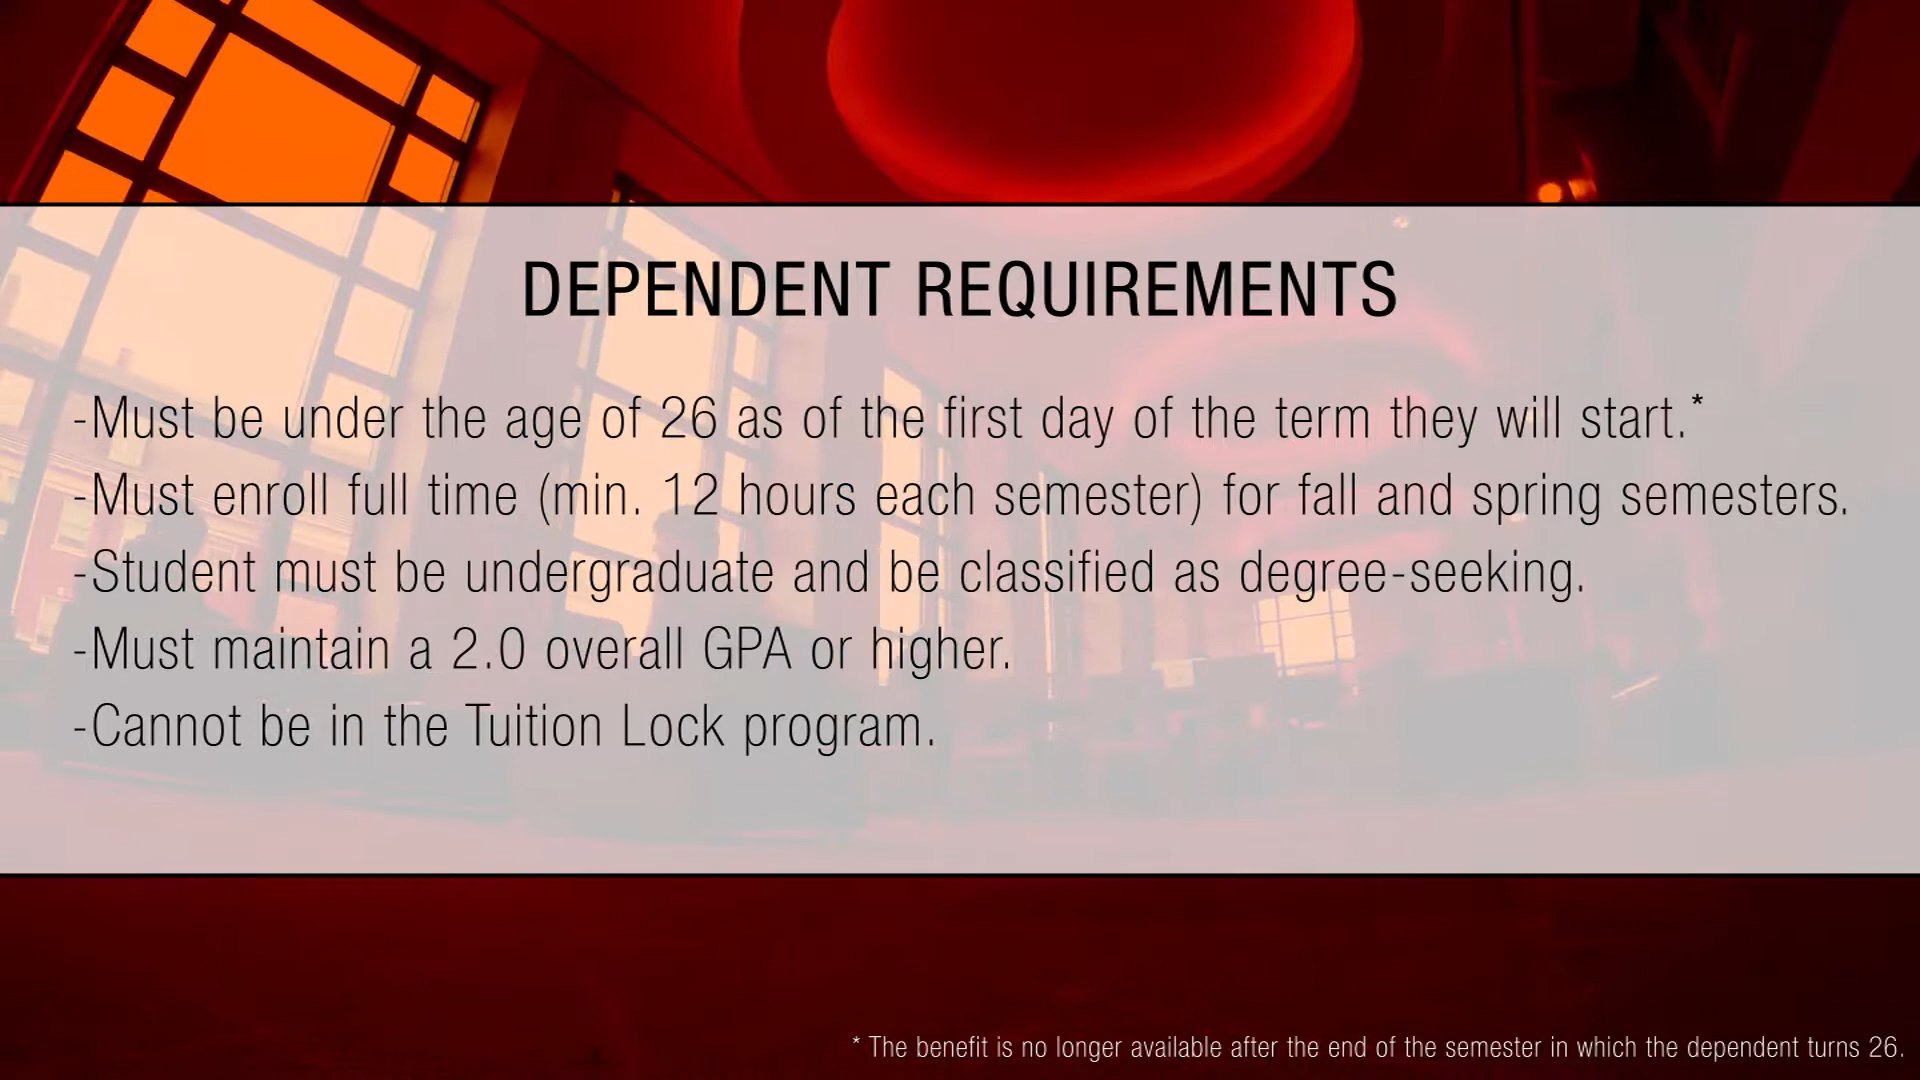 DEPENDENT REQUIREMENTS
-Must be under the age of 26 as of the first day of the term they will start.*
-Must enroll full time (min. 12 hours each semester) for fall and spring semesters.
-Student must be undergraduate and be classified as degree-seeking.
-Must maintain a 2.0 overall GPA or higher.
-Cannot be in the Tuition Lock program.
* The benefit is no longer available after the end of the semester in which the dependent turns 26.